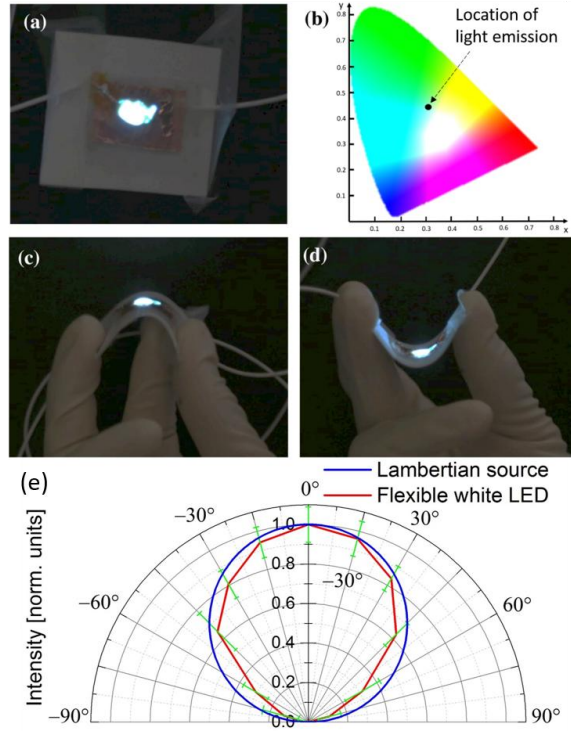 (a)
(b)
Location of
light emission
y
0.8
0.7
0.6
0.5
0.4
0.3
0.2
0.1
0.1 0.2 0.3 0.4 0.5 0.6 0.7 0.8
x
(c)
(d)
(e)
Lambertian source
Flexible white LED
Intensity [norm. units]
0°
−30° 30°
−60° 60°
−90° 90°
-30°
1.0
0.8
0.6
0.4
0.2
0.0